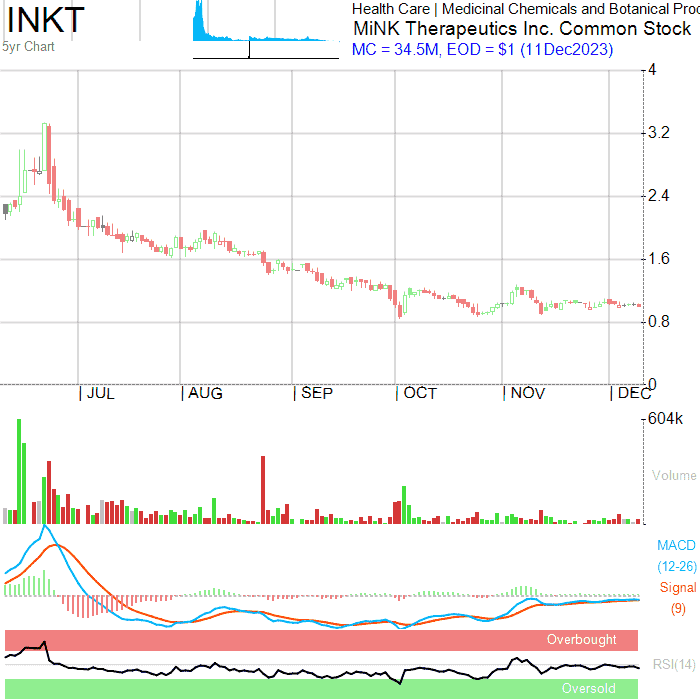 INKT
5yr Chart
Health Care | Medicinal Chemicals and Botanical Proc
MiNK Therapeutics Inc. Common Stock
MC = 34.5M, EOD = $1 (11Dec2023)
4
3.2
2.4
1.6
0.8
0
| JUL | AUG | SEP | OCT | NOV | DEC
604k
Volume
MACD
(12-26)
Signal
(9)
Overbought
RSI(14)
Oversold